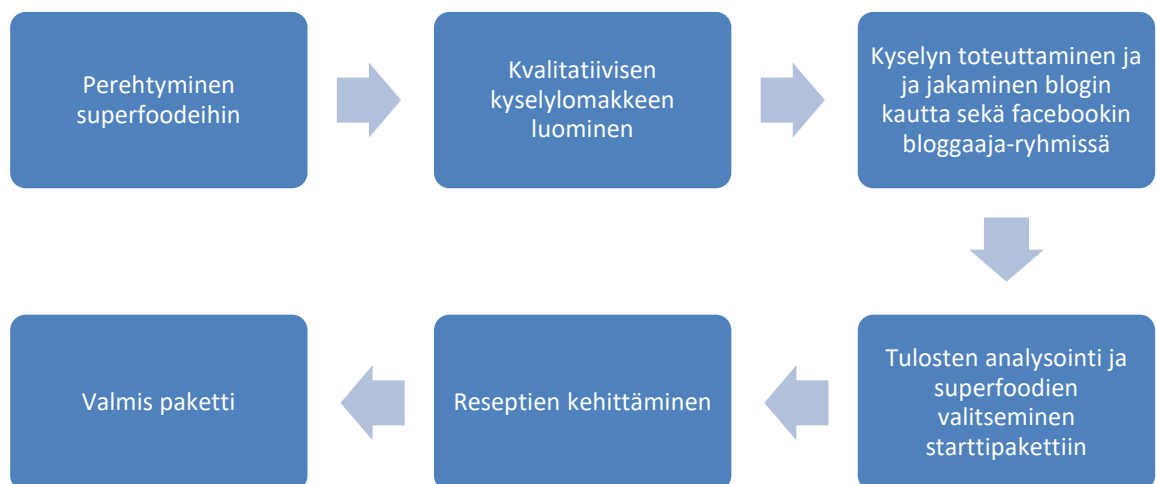 Perehtyminen
superfoodeihin
Kvalitatiivisen
kyselylomakkeen
luominen
Kyselyn toteuttaminen ja
ja jakaminen blogin
kautta sekä facebookin
bloggaaja-ryhmissä
Tulosten analysointi ja
superfoodien
valitseminen
starttipakettiin
Reseptien kehittäminen
Valmis paketti